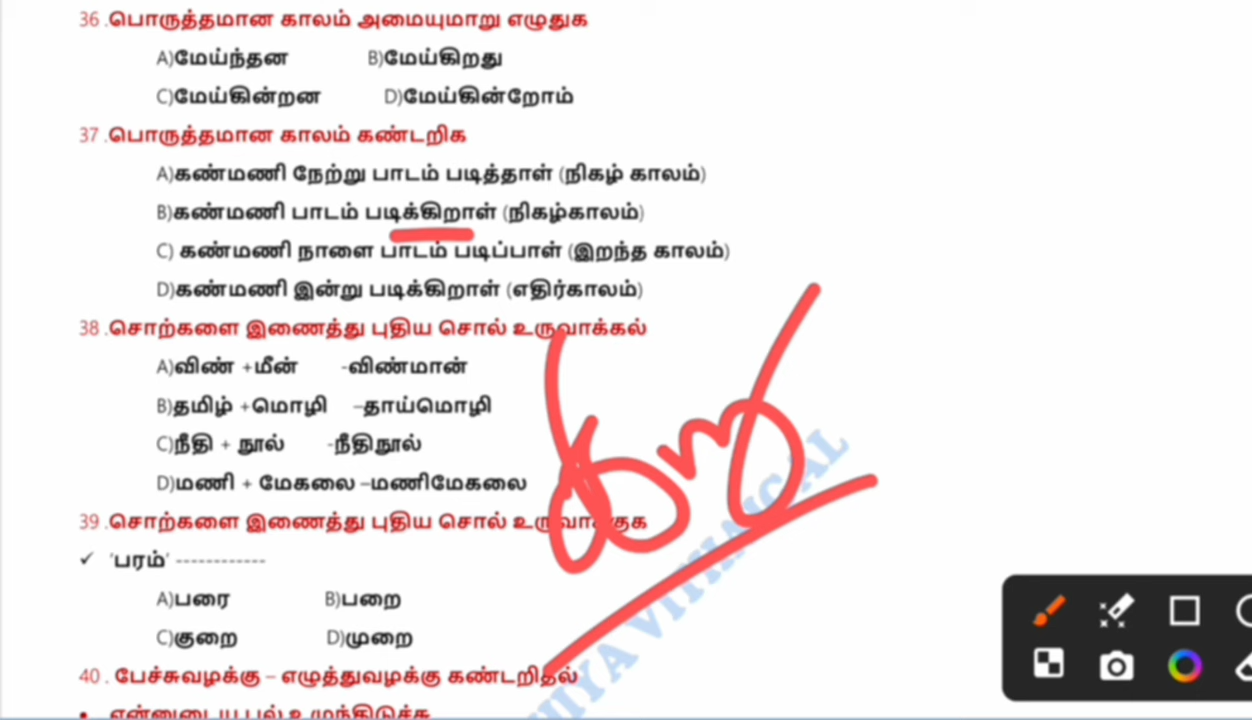 36 .பொருத்தமான காலம் அமையுமாறு எழுதுக
A)மேய்ந்தன B)மேய்கிறது
C)மேய்கின்றன D)மேய்கின்றோம்
37 .பொருத்தமான காலம் கண்டறிக
A)கண்மணி நேற்று பாடம் படித்தாள் (நிகழ் காலம்)
B)கண்மணி பாடம் படிக்கிறாள் (நிகழ்காலம்)
C) கண்மணி நாளை பாடம் படிப்பாள் (இறந்த காலம்)
D)கண்மணி இன்று படிக்கிறாள் (எதிர்காலம்)
38 .சொற்களை இணைத்து புதிய சொல் உருவாக்கல்
A)விண் +மீன் -விண்மான்
B)தமிழ் +மொழி –தாய்மொழி
C)நீதி + நூல் -நீதிநூல்
D)மணி + மேகலை –மணிமேகலை
39 .சொற்களை இணைத்து புதிய சொல் உருவாக்குக
✓ 'பரம்' ------------
A)பரை B)பறை
C)குறை D)முறை
40 . பேச்சுவழக்கு – எழுத்துவழக்கு கண்டறிதல்
• என்னுடைய பல் உழுந்திடுச்சு